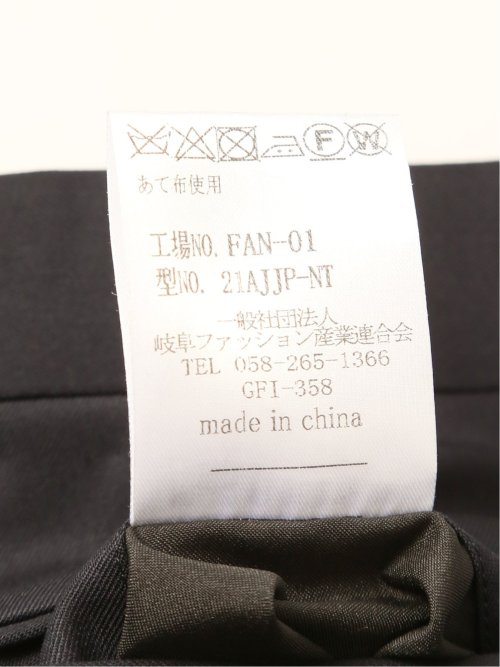 F W
あて布使用
工場NO. FAN-01
型NO. 21AJJP-NT
一般社団法人
岐阜ファッション産業連合会
TEL 058-265-1366
GFI-358
made in china